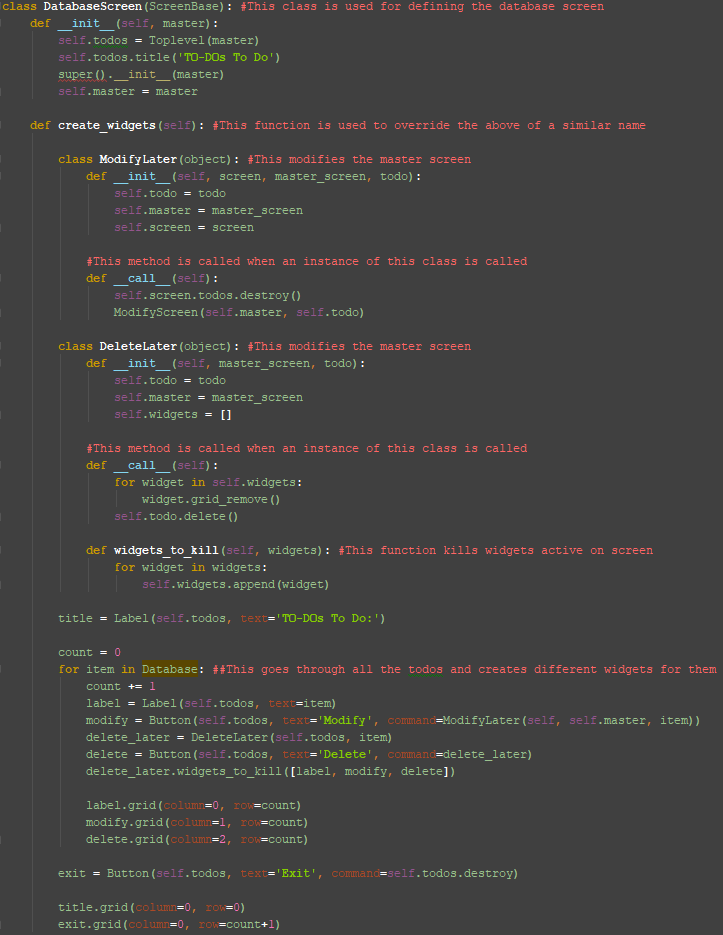 class DatabaseScreen(ScreenBase): #This class is used for defining the database screen
    def __init__(self, master):
        self.todos = Toplevel(master)
        self.todos.title('TO-DOs To Do')
        super().__init__(master)
        self.master = master

    def create_widgets(self): #This function is used to override the above of a similar name

        class ModifyLater(object): #This modifies the master screen
            def __init__(self, screen, master_screen, todo):
                self.todo = todo
                self.master = master_screen
                self.screen = screen

            #This method is called when an instance of this class is called
            def __call__(self):
                self.screen.todos.destroy()
                ModifyScreen(self.master, self.todo)

        class DeleteLater(object): #This modifies the master screen
            def __init__(self, master_screen, todo):
                self.todo = todo
                self.master = master_screen
                self.widgets = []

            #This method is called when an instance of this class is called
            def __call__(self):
                for widget in self.widgets:
                    widget.grid_remove()
                self.todo.delete()

            def widgets_to_kill(self, widgets): #This function kills widgets active on screen
                for widget in widgets:
                    self.widgets.append(widget)

        title = Label(self.todos, text='TO-DOs To Do:')

        count = 0
        for item in Database: ##This goes through all the todos and creates different widgets for them
            count += 1
            label = Label(self.todos, text=item)
            modify = Button(self.todos, text='Modify', command=ModifyLater(self, self.master, item))
            delete_later = DeleteLater(self.todos, item)
            delete = Button(self.todos, text='Delete', command=delete_later)
            delete_later.widgets_to_kill([label, modify, delete])

            label.grid(column=0, row=count)
            modify.grid(column=1, row=count)
            delete.grid(column=2, row=count)

        exit = Button(self.todos, text='Exit', command=self.todos.destroy)

        title.grid(column=0, row=0)
        exit.grid(column=0, row=count+1)